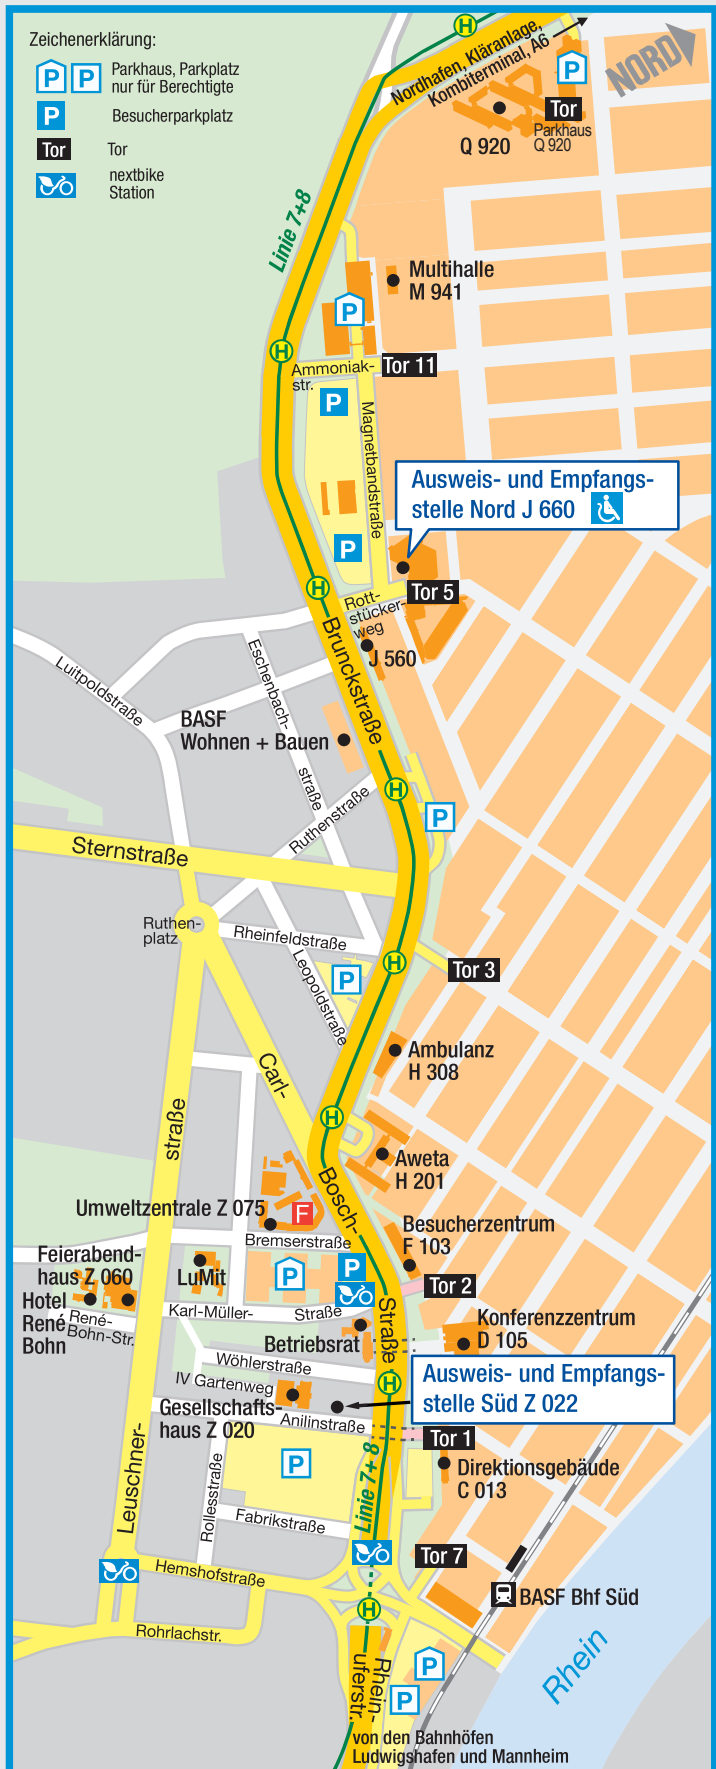 Zeichenerklärung:
P P Parkhaus, Parkplatz
nur für Berechtigte
P Besucherparkplatz
Tor Tor
nextbike
Station
H
Nordhafen, Kläranlage,
Kombiterminal, A6
NORD
P
Tor
Parkhaus
Q 920
Q 920
Linie 7+8
Multihalle
M 941
P
H
Ammoniak-
str.
Tor 11
P
Magnetbandstraße
Ausweis- und Empfangs-
stelle Nord J 660
P
H
Tor 5
Rott-
stücker-
weg
J 560
Brunckstraße
Luitpoldstraße
Eschenbach-
straße
BASF
Wohnen + Bauen
H
P
Ruthenstraße
Sternstraße
Ruthen-
platz
Rheinfeldstraße
Leopoldstraße
H
Tor 3
P
Ambulanz
H 308
Carl-
H
straße
Aweta
H 201
Bosch-
Umweltzentrale Z 075
F
Besucherzentrum
F 103
Bremserstraße
Feierabend-
haus Z 060
LuMit
P
P
Tor 2
Hotel
René
Bohn
René-
Bohn-Str.
Karl-Müller-
Straße
Straße
Konferenzzentrum
D 105
Betriebsrat
Wöhlerstraße
H
Ausweis- und Empfangs-
stelle Süd Z 022
IV Gartenweg
Gesellschafts-
haus Z 020
Anilinstraße
Tor 1
Leuschner-
P
Linie 7+8
Direktionsgebäude
C 013
Rollesstraße
Fabrikstraße
Tor 7
Hemshofstraße
BASF Bhf Süd
H
Rohrlachstr.
Rhein
Rhein-
uferstr.
P
P
von den Bahnhöfen
Ludwigshafen und Mannheim